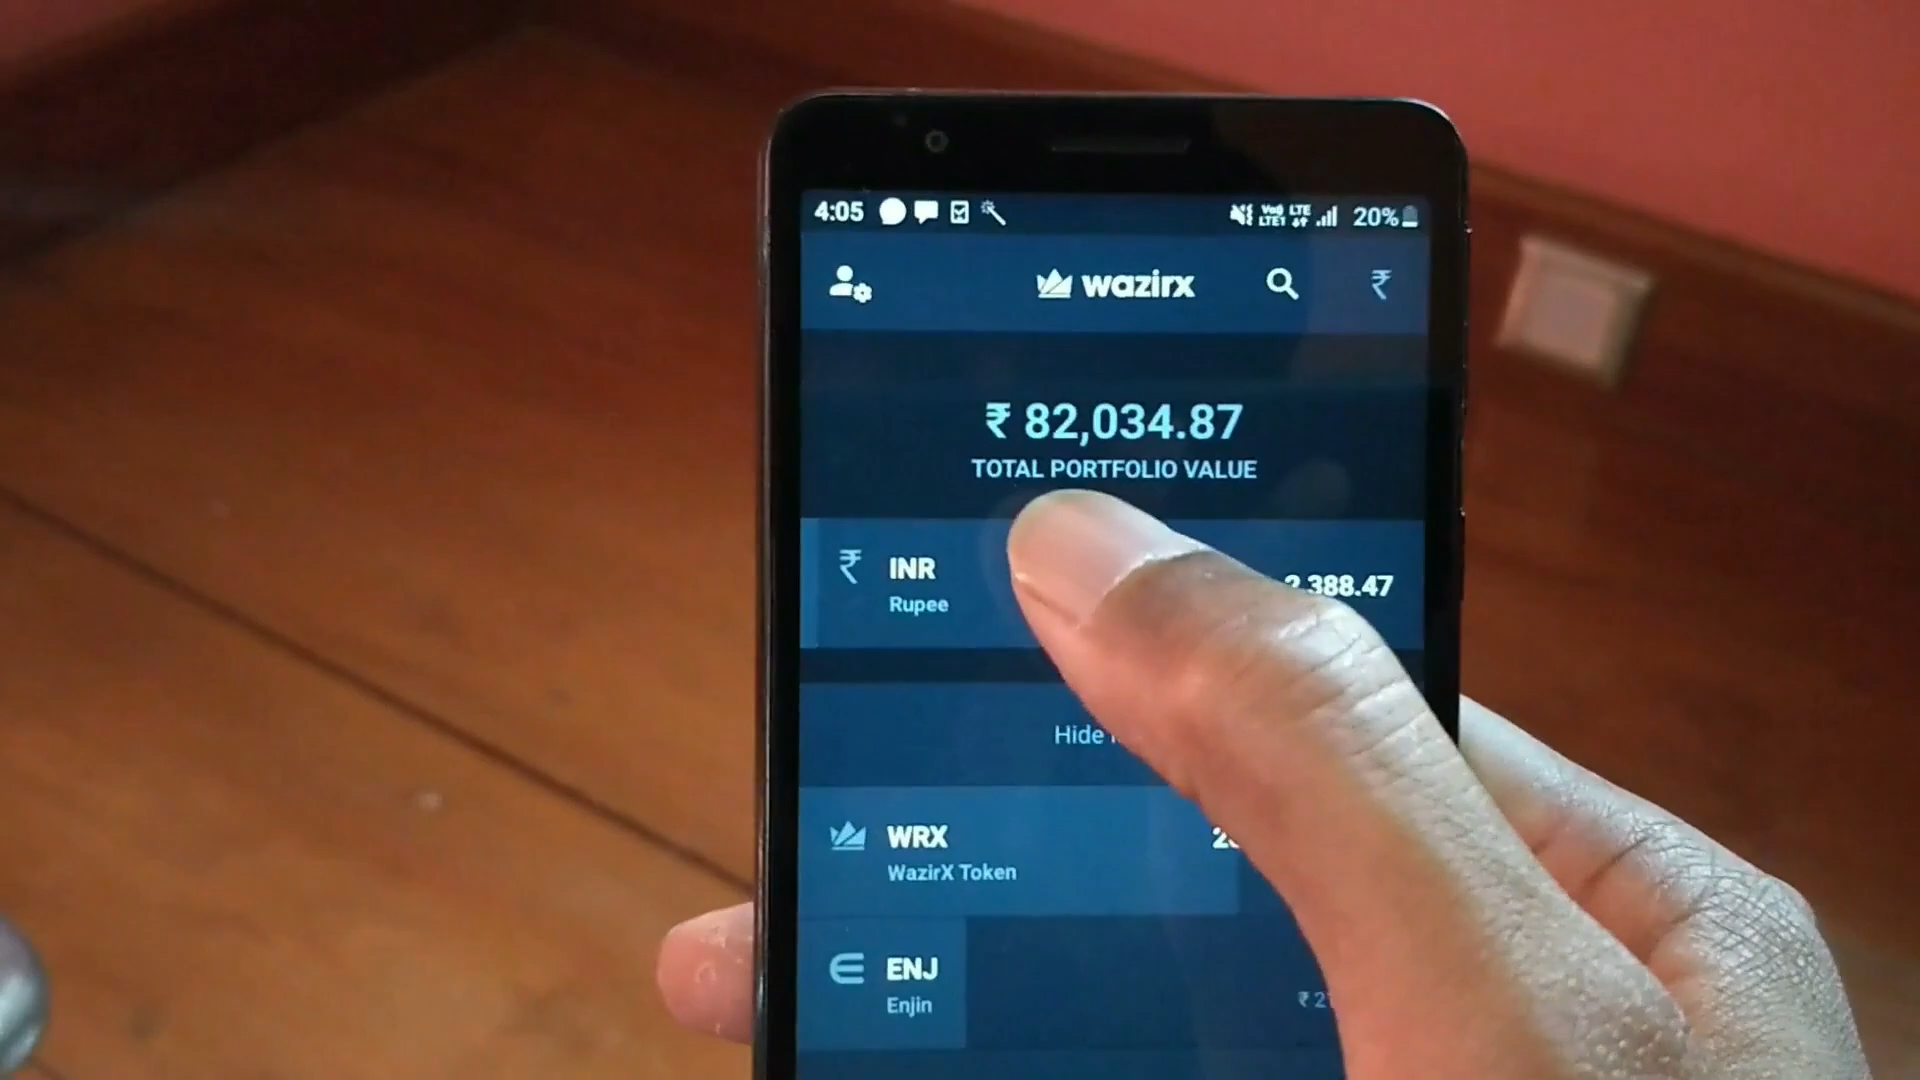 4:05 20%
wazirx ₹
₹ 82,034.87
TOTAL PORTFOLIO VALUE
₹ INR
388.47
Rupee
Hide
WRX
WazirX Token
ENJ
Enjin